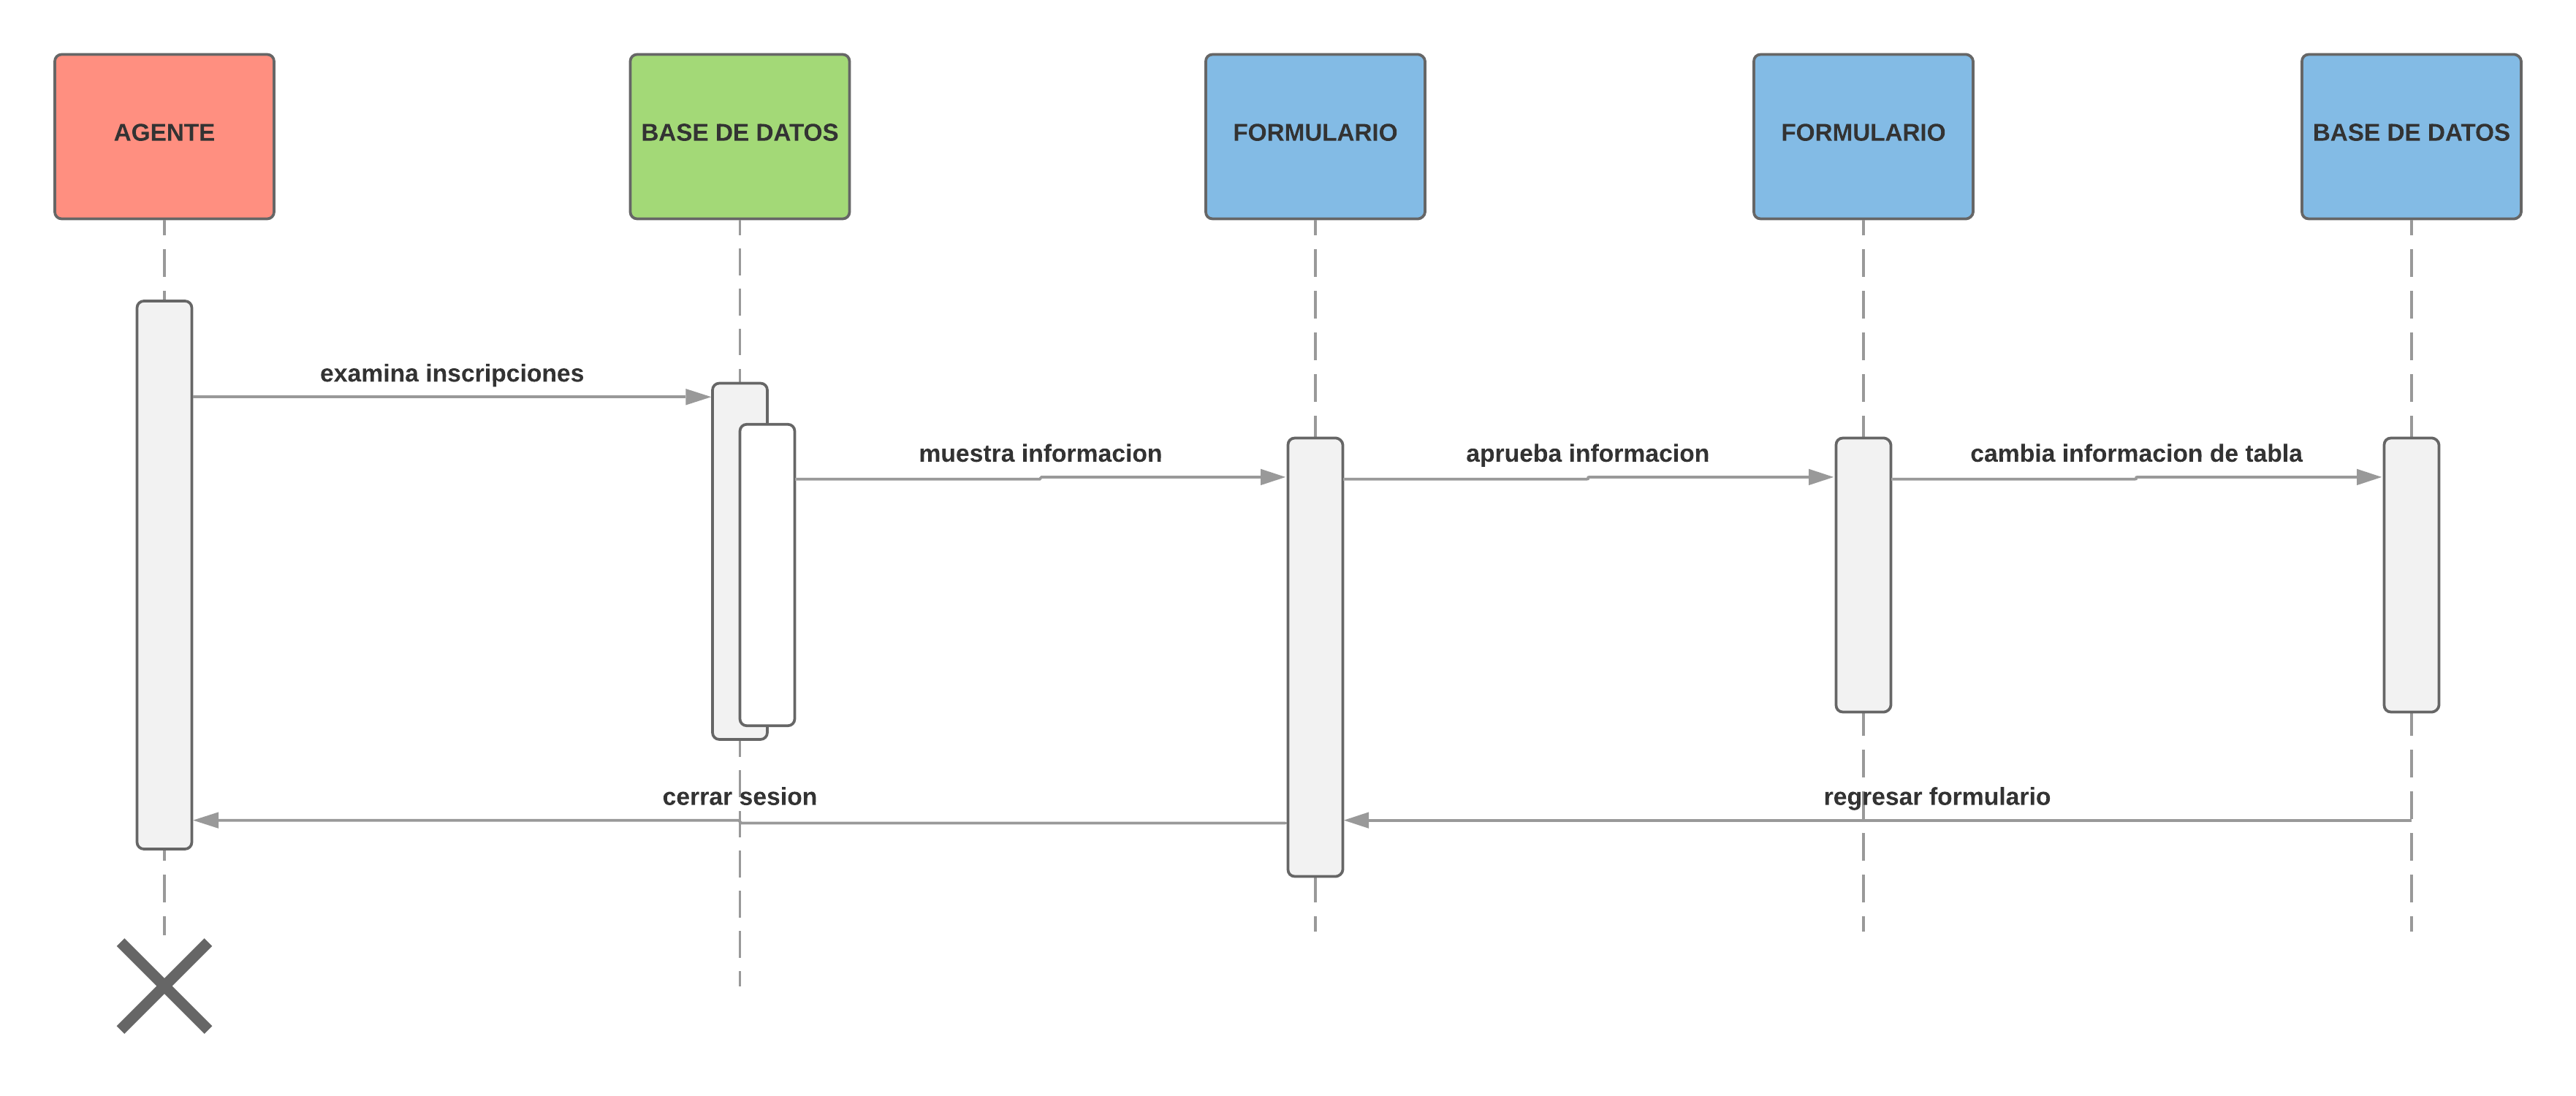 AGENTE
BASE DE DATOS
FORMULARIO
FORMULARIO
BASE DE DATOS
examina inscripciones
muestra informacion
aprueba informacion
cambia informacion de tabla
cerrar sesion
regresar formulario